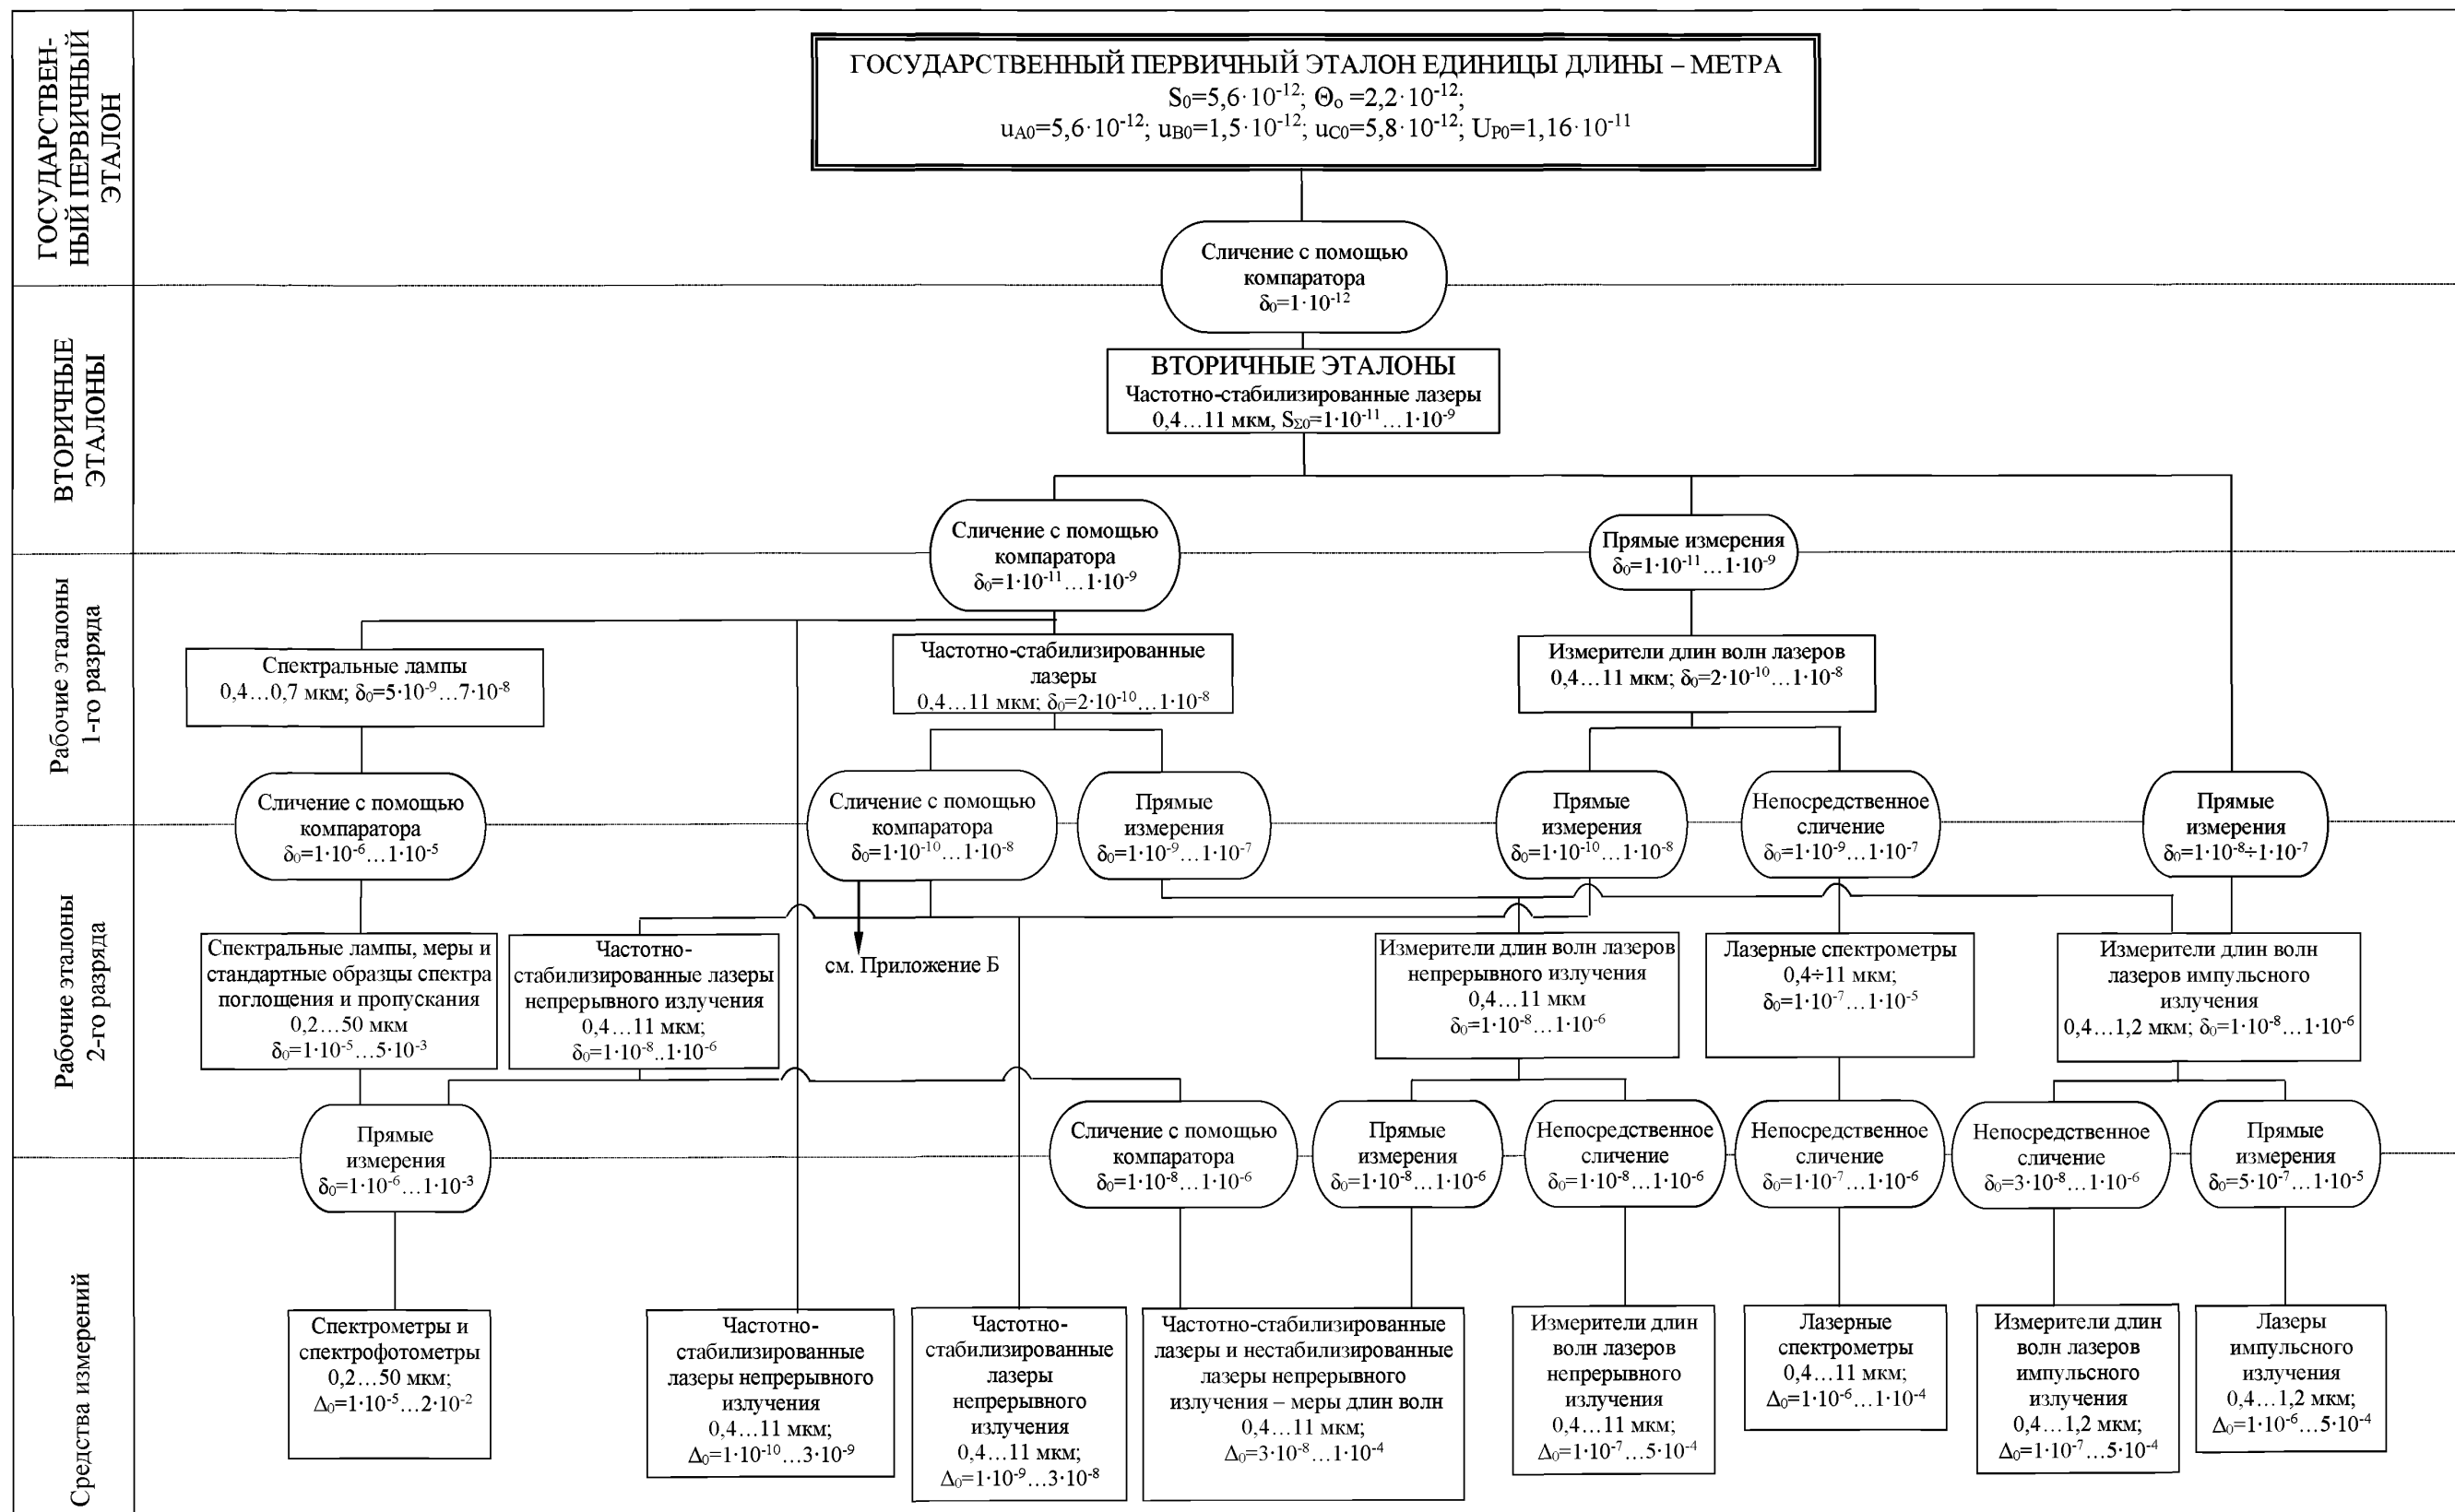 ГОСУДАРСТВЕН-
НЫЙ ПЕРВИЧНЫЙ
ЭТАЛОН
ГОСУДАРСТВЕННЫЙ ПЕРВИЧНЫЙ ЭТАЛОН ЕДИНИЦЫ ДЛИНЫ – МЕТРА
S₀=5,6·10⁻¹²; Θₒ =2,2·10⁻¹²;
u_A0=5,6·10⁻¹²; u_B0=1,5·10⁻¹²; u_C0=5,8·10⁻¹²; U_P0=1,16·10⁻¹¹
Сличение с помощью
компаратора
δ₀=1·10⁻¹²
ВТОРИЧНЫЕ
ЭТАЛОНЫ
ВТОРИЧНЫЕ ЭТАЛОНЫ
Частотно-стабилизированные лазеры
0,4…11 мкм, S_Σ0=1·10⁻¹¹…1·10⁻⁹
Сличение с помощью
компаратора
δ₀=1·10⁻¹¹…1·10⁻⁹
Прямые измерения
δ₀=1·10⁻¹¹…1·10⁻⁹
Рабочие эталоны
1-го разряда
Спектральные лампы
0,4…0,7 мкм; δ₀=5·10⁻⁹…7·10⁻⁸
Частотно-стабилизированные
лазеры
0,4…11 мкм; δ₀=2·10⁻¹⁰…1·10⁻⁸
Измерители длин волн лазеров
0,4…11 мкм; δ₀=2·10⁻¹⁰…1·10⁻⁸
Сличение с помощью
компаратора
δ₀=1·10⁻⁶…1·10⁻⁵
Сличение с помощью
компаратора
δ₀=1·10⁻¹⁰…1·10⁻⁸
Прямые
измерения
δ₀=1·10⁻⁹…1·10⁻⁷
Прямые
измерения
δ₀=1·10⁻¹⁰…1·10⁻⁸
Непосредственное
сличение
δ₀=1·10⁻⁹…1·10⁻⁷
Прямые
измерения
δ₀=1·10⁻⁸÷1·10⁻⁷
Рабочие эталоны
2-го разряда
Спектральные лампы, меры и
стандартные образцы спектра
поглощения и пропускания
0,2…50 мкм
δ₀=1·10⁻⁵…5·10⁻³
Частотно-
стабилизированные лазеры
непрерывного излучения
0,4…11 мкм;
δ₀=1·10⁻⁸..1·10⁻⁶
см. Приложение Б
Измерители длин волн лазеров
непрерывного излучения
0,4…11 мкм
δ₀=1·10⁻⁸…1·10⁻⁶
Лазерные спектрометры
0,4÷11 мкм;
δ₀=1·10⁻⁷…1·10⁻⁵
Измерители длин волн
лазеров импульсного
излучения
0,4…1,2 мкм; δ₀=1·10⁻⁸…1·10⁻⁶
Прямые
измерения
δ₀=1·10⁻⁶…1·10⁻³
Сличение с помощью
компаратора
δ₀=1·10⁻⁸…1·10⁻⁶
Прямые
измерения
δ₀=1·10⁻⁸…1·10⁻⁶
Непосредственное
сличение
δ₀=1·10⁻⁸…1·10⁻⁶
Непосредственное
сличение
δ₀=1·10⁻⁷…1·10⁻⁶
Непосредственное
сличение
δ₀=3·10⁻⁸…1·10⁻⁶
Прямые
измерения
δ₀=5·10⁻⁷…1·10⁻⁵
Средства измерений
Спектрометры и
спектрофотометры
0,2…50 мкм;
Δ₀=1·10⁻⁵…2·10⁻²
Частотно-
стабилизированные
лазеры непрерывного
излучения
0,4…11 мкм;
Δ₀=1·10⁻¹⁰…3·10⁻⁹
Частотно-
стабилизированные
лазеры
непрерывного
излучения
0,4…11 мкм;
Δ₀=1·10⁻⁹…3·10⁻⁸
Частотно-стабилизированные
лазеры и нестабилизированные
лазеры непрерывного
излучения – меры длин волн
0,4…11 мкм;
Δ₀=3·10⁻⁸…1·10⁻⁴
Измерители длин
волн лазеров
непрерывного
излучения
0,4…11 мкм;
Δ₀=1·10⁻⁷…5·10⁻⁴
Лазерные
спектрометры
0,4…11 мкм;
Δ₀=1·10⁻⁶…1·10⁻⁴
Измерители длин
волн лазеров
импульсного
излучения
0,4…1,2 мкм;
Δ₀=1·10⁻⁷…5·10⁻⁴
Лазеры
импульсного
излучения
0,4…1,2 мкм;
Δ₀=1·10⁻⁶…5·10⁻⁴